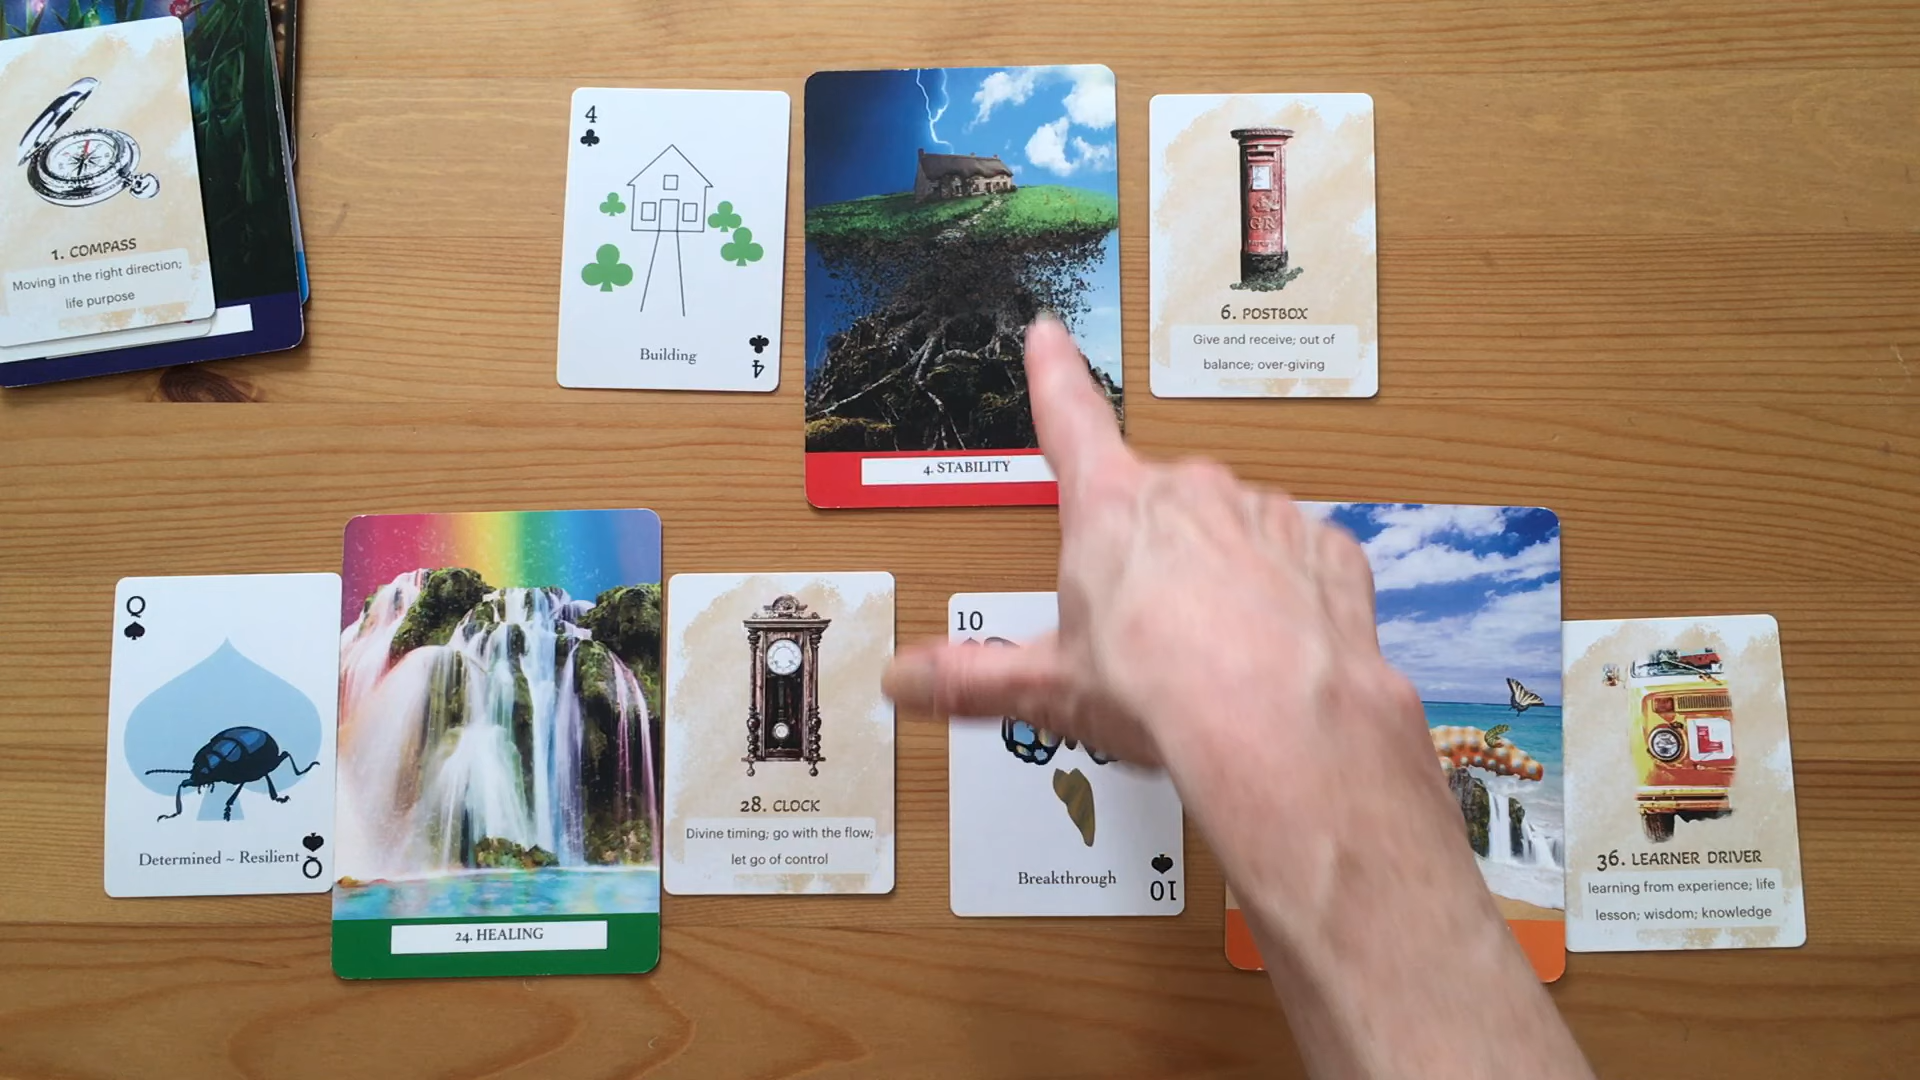 1. COMPASS
Moving in the right direction;
life purpose
4
Building
4
4. STABILITY
GR
6. POSTBOX
Give and receive; out of
balance; over-giving
Q
Determined ~ Resilient
Q
24. HEALING
28. CLOCK
Divine timing; go with the flow;
let go of control
10
Breakthrough
10
L
36. LEARNER DRIVER
learning from experience; life
lesson; wisdom; knowledge